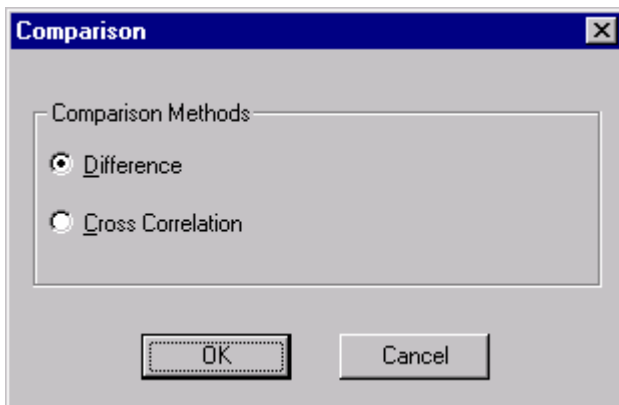 Comparison
Comparison Methods
Difference
Cross Correlation
OK Cancel